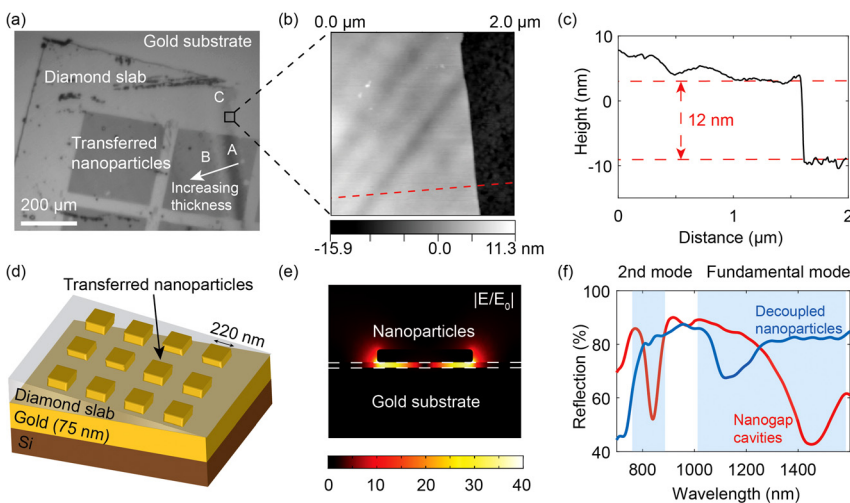 (a)
Gold substrate
Diamond slab
C
Transferred
nanoparticles
B
A
Increasing
thickness
200 µm
(b)
0.0 µm
2.0 µm
-15.9
0.0
11.3 nm
(c)
Height (nm)
10
0
-10
12 nm
0
1
2
Distance (µm)
(d)
Transferred nanoparticles
220 nm
Diamond slab
Gold (75 nm)
Si
(e)
|E/E0|
Nanoparticles
Gold substrate
0
10
20
30
40
(f)
2nd mode
Fundamental mode
Reflection (%)
100
80
60
40
Decoupled
nanoparticles
Nanogap
cavities
800
1000
1200
1400
Wavelength (nm)